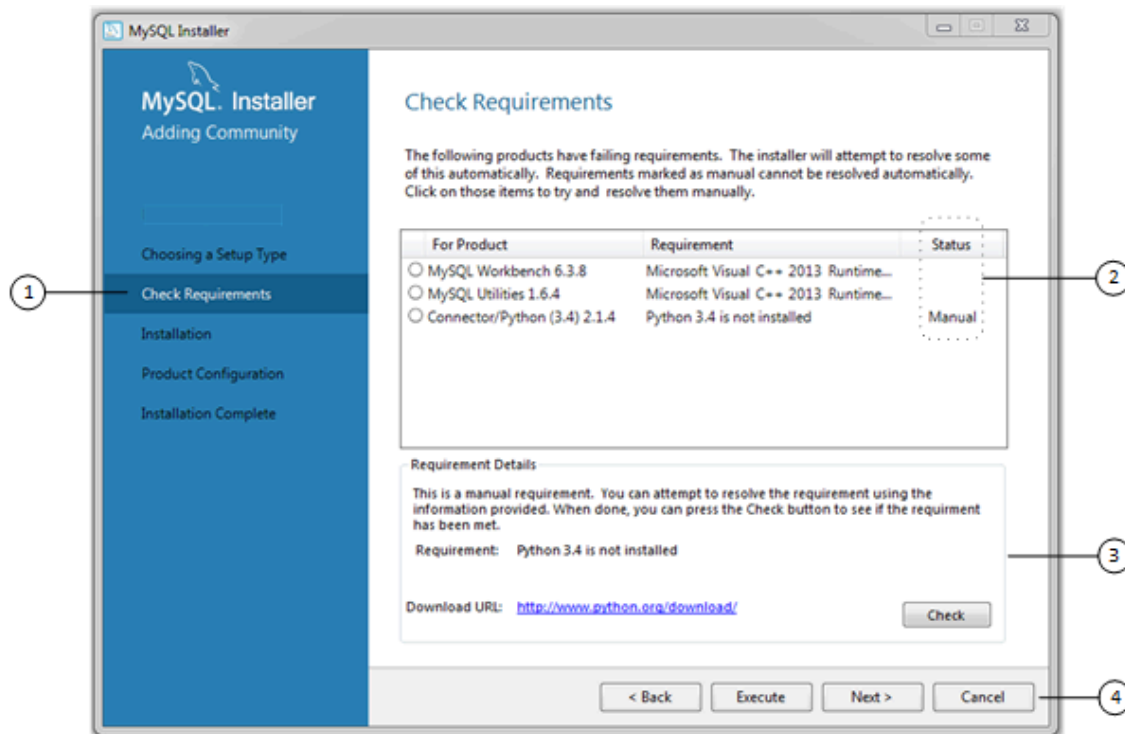 MySQL Installer
MySQL. Installer
Adding Community
Choosing a Setup Type
Check Requirements
Installation
Product Configuration
Installation Complete
Check Requirements
The following products have failing requirements. The installer will attempt to resolve some
of this automatically. Requirements marked as manual cannot be resolved automatically.
Click on those items to try and resolve them manually.
For Product Requirement Status
MySQL Workbench 6.3.8 Microsoft Visual C++ 2013 Runtime...
MySQL Utilities 1.6.4 Microsoft Visual C++ 2013 Runtime...
Connector/Python (3.4) 2.1.4 Python 3.4 is not installed Manual
Requirement Details
This is a manual requirement. You can attempt to resolve the requirement using the
information provided. When done, you can press the Check button to see if the requirment
has been met.
Requirement: Python 3.4 is not installed
Download URL: http://www.python.org/download/
Check
< Back Execute Next > Cancel
1
2
3
4